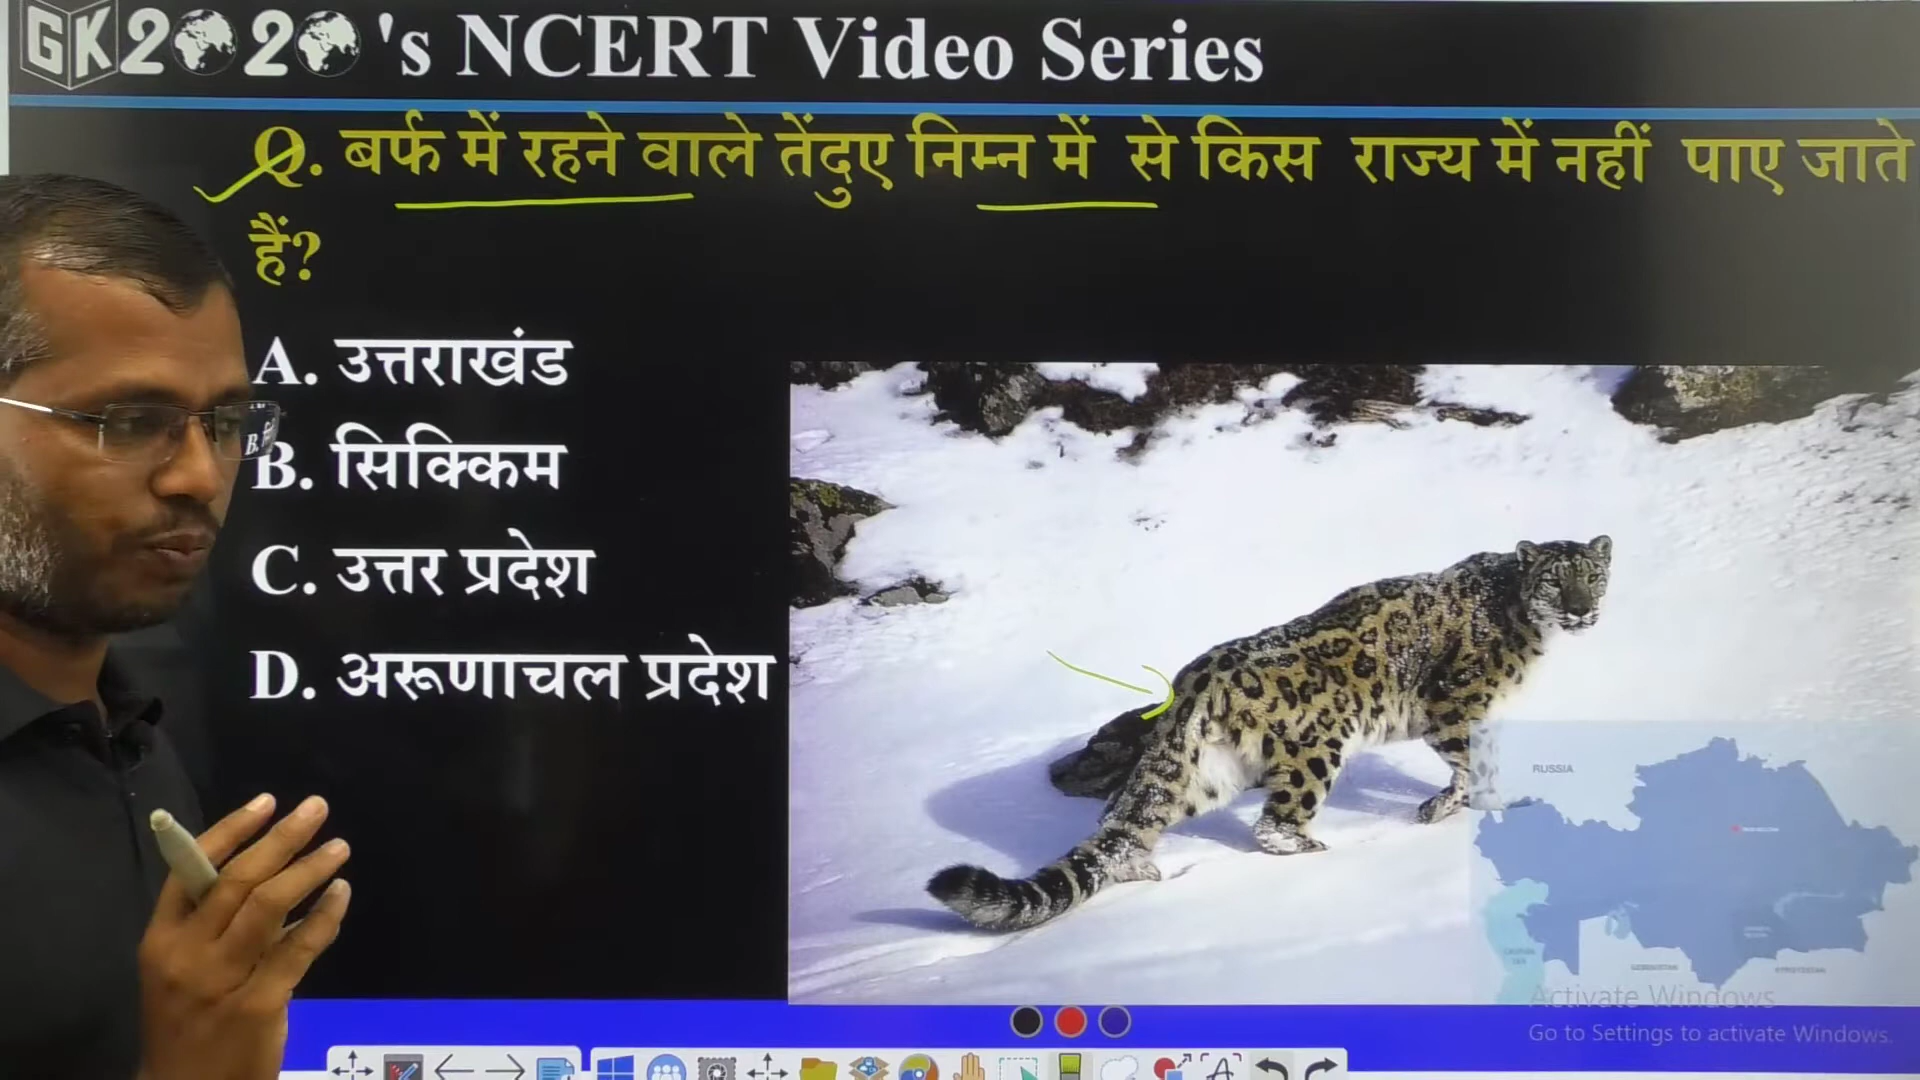 GK2020's NCERT Video Series
Q. बर्फ में रहने वाले तेंदुए निम्न में से किस राज्य में नहीं पाए जाते
हैं?
A. उत्तराखंड
B. सिक्किम
C. उत्तर प्रदेश
D. अरूणाचल प्रदेश
RUSSIA
Activate Windows
Go to Settings to activate Windows.